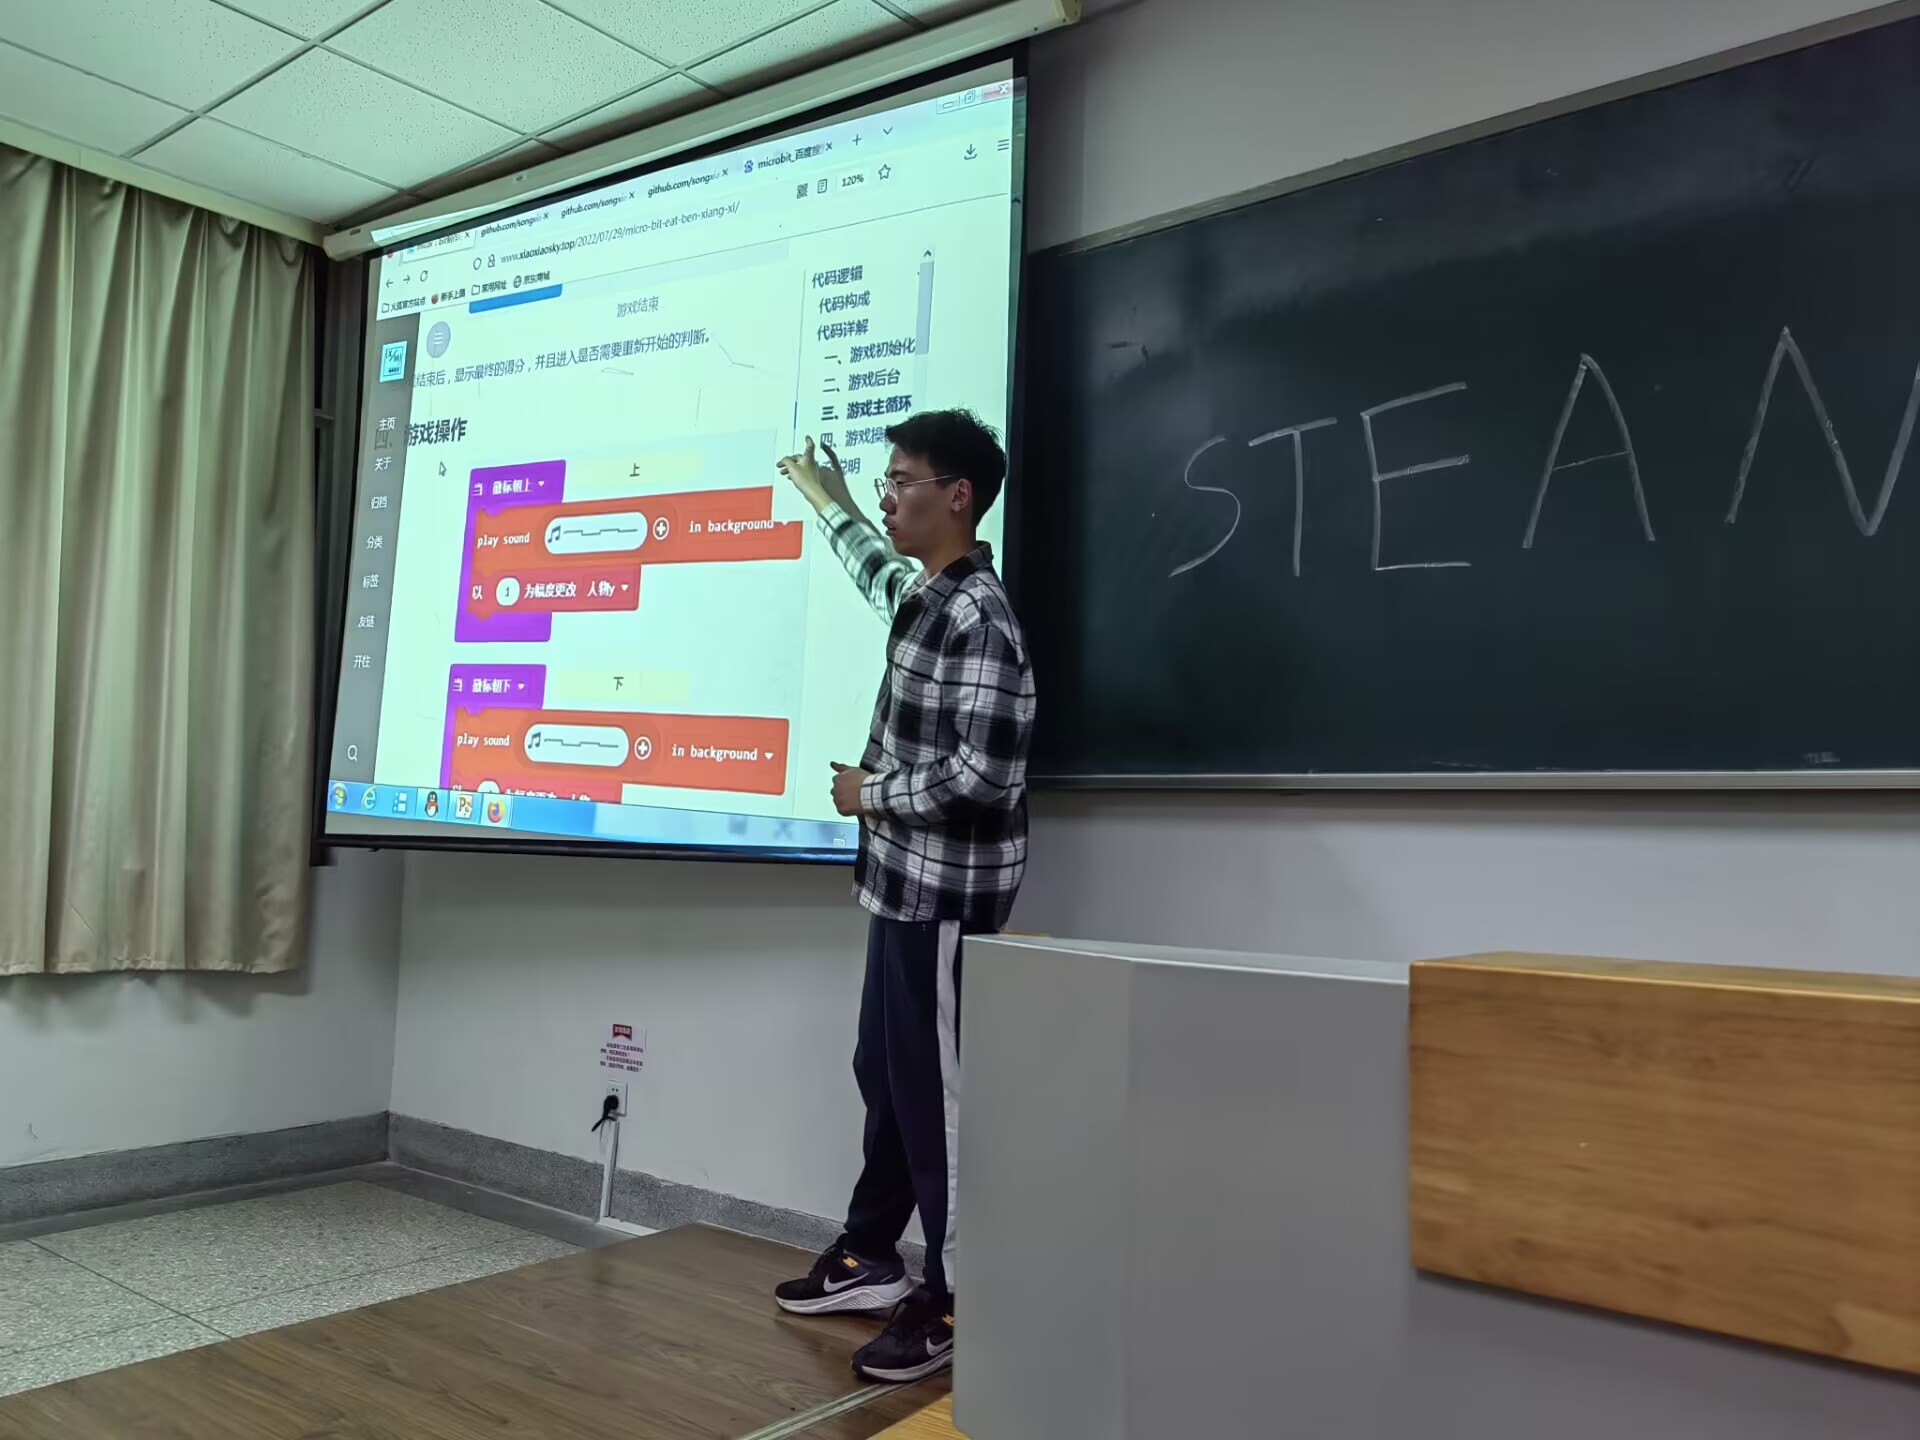 microbit_百度搜
github.com/songxia
github.com/songxia
github.com/songxia
www.xiaoxiaosky.top/2022/07/29/micro-bit-eat-ben-xiang-xi/
120%
火狐官方站点
新手上路
常用网址
京东商城
游戏结束
结束后，显示最终的得分，并且进入是否需要重新开始的判断。
四、游戏操作
主页
关于
归档
分类
标签
友链
开往
代码逻辑
代码构成
代码详解
一、游戏初始化
二、游戏后台
三、游戏主循环
四、游戏操
说明
上
当 徽标朝上
play sound in background
以 1 为幅度更改 人物y
下
当 徽标朝下
play sound in background
STEAM